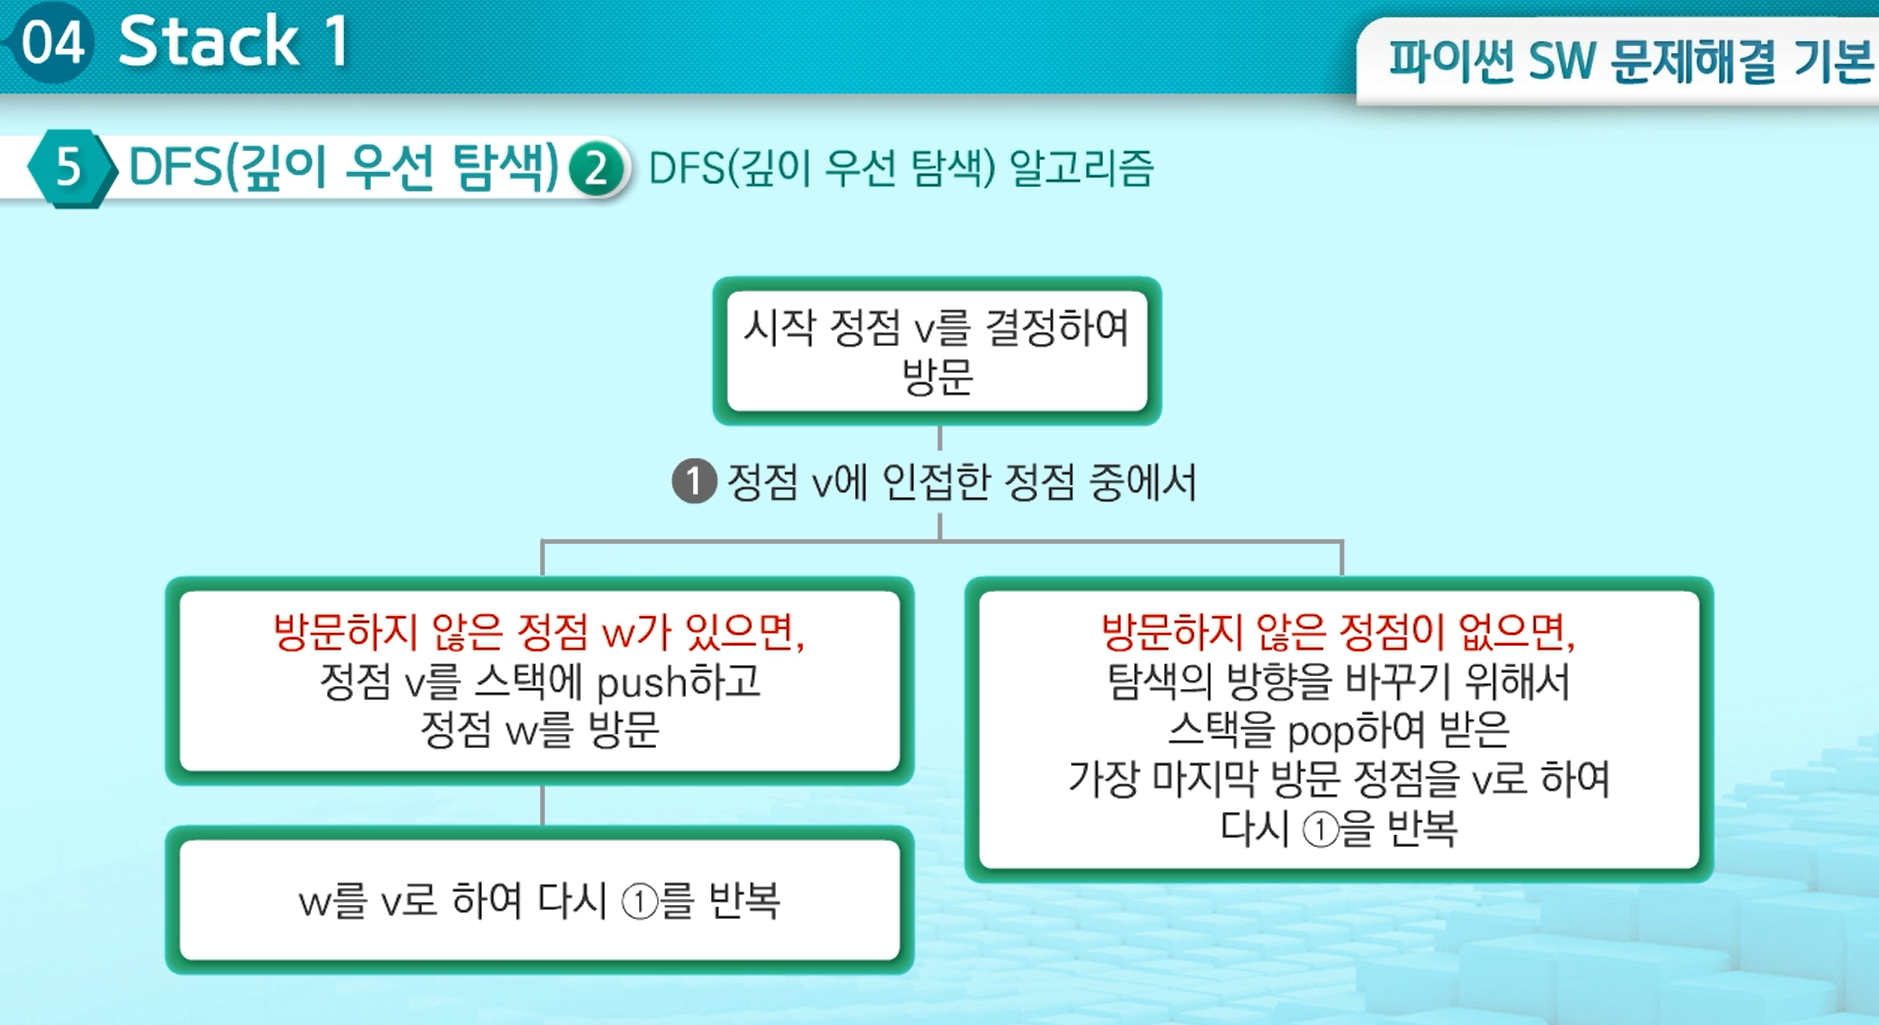 04 Stack 1
파이썬 SW 문제해결 기본
5 DFS(깊이 우선 탐색) 2 DFS(깊이 우선 탐색) 알고리즘
시작 정점 v를 결정하여
방문
1 정점 v에 인접한 정점 중에서
방문하지 않은 정점 w가 있으면,
정점 v를 스택에 push하고
정점 w를 방문
w를 v로 하여 다시 ①를 반복
방문하지 않은 정점이 없으면,
탐색의 방향을 바꾸기 위해서
스택을 pop하여 받은
가장 마지막 방문 정점을 v로 하여
다시 ①을 반복